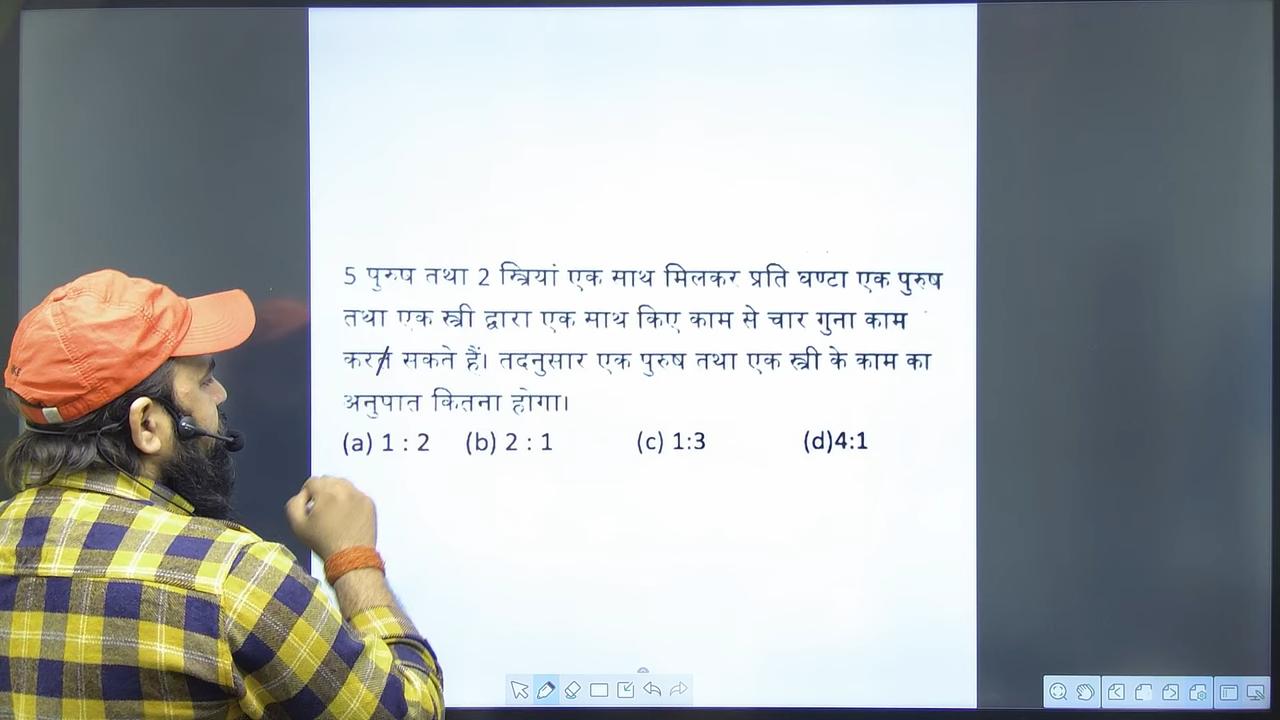 5 पुरुष तथा 2 स्त्रियां एक साथ मिलकर प्रति घण्टा एक पुरुष
तथा एक स्त्री द्वारा एक साथ किए काम से चार गुना काम
कर सकते हैं। तदनुसार एक पुरुष तथा एक स्त्री के काम का
अनुपात कितना होगा।
(a) 1 : 2 (b) 2 : 1 (c) 1:3 (d)4:1